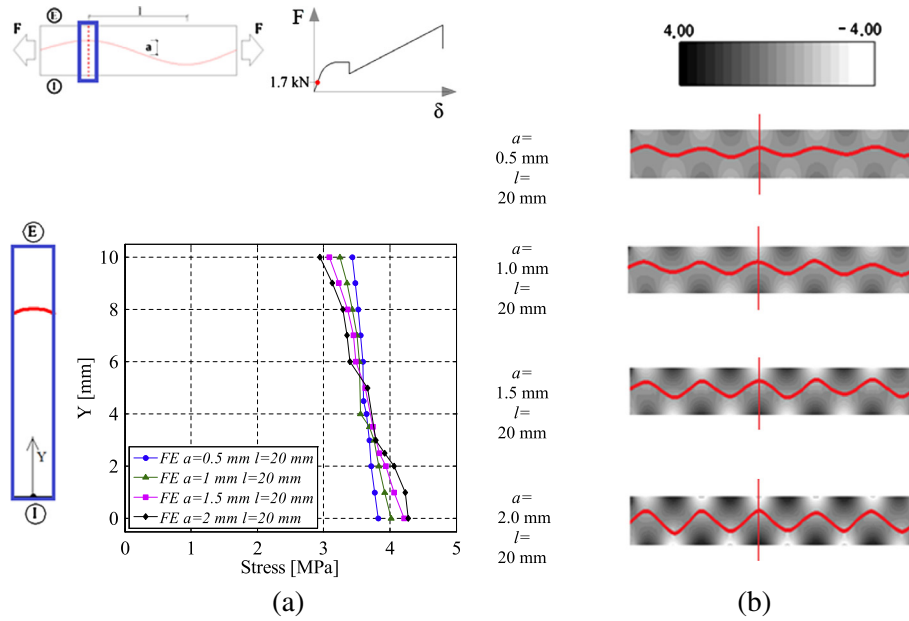 E
l
F
a
F
I
F
1.7 kN
δ
4.00
-4.00
a=
0.5 mm
l=
20 mm
a=
1.0 mm
l=
20 mm
a=
1.5 mm
l=
20 mm
a=
2.0 mm
l=
20 mm
E
Y
I
Y [mm]
10
8
6
4
2
0
FE a=0.5 mm l=20 mm
FE a=1 mm l=20 mm
FE a=1.5 mm l=20 mm
FE a=2 mm l=20 mm
0 1 2 3 4 5
Stress [MPa]
(a)
(b)